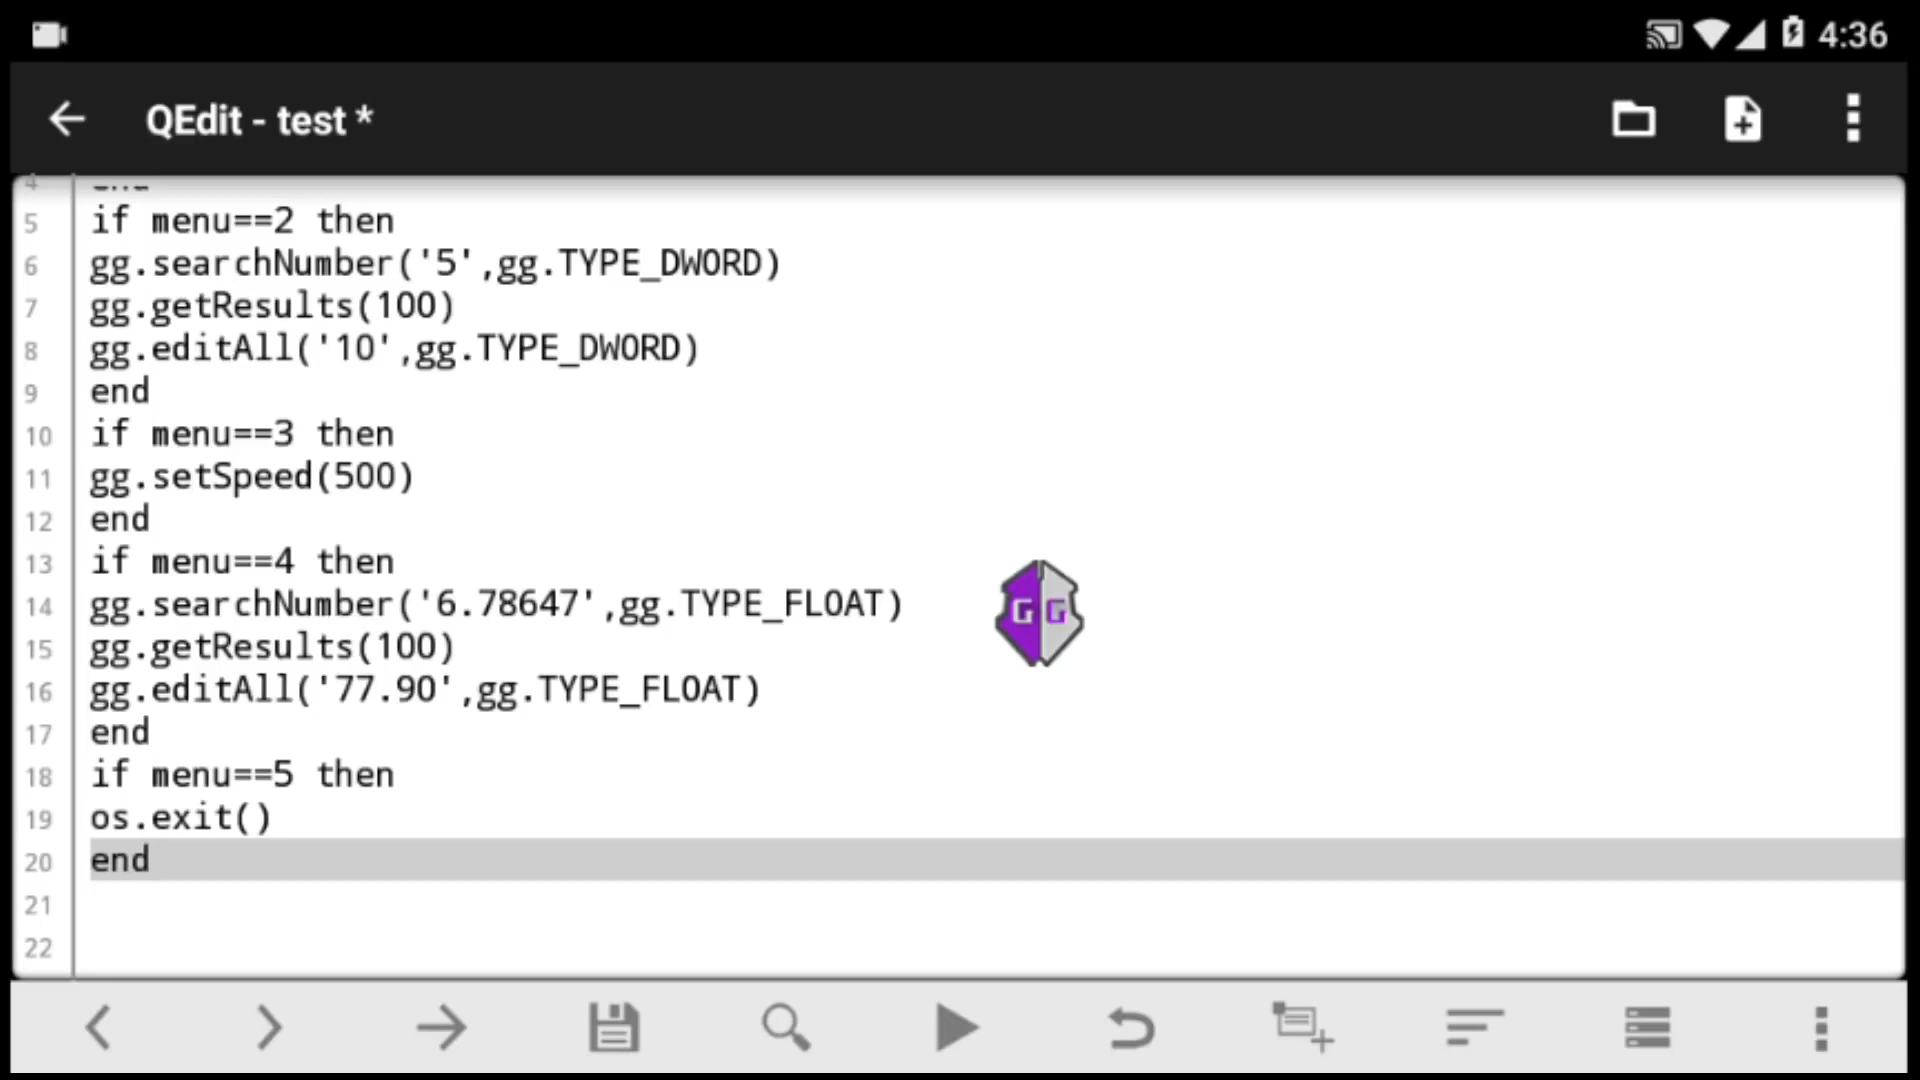 4:36
QEdit - test *
4 end
5 if menu==2 then
6 gg.searchNumber('5',gg.TYPE_DWORD)
7 gg.getResults(100)
8 gg.editAll('10',gg.TYPE_DWORD)
9 end
10 if menu==3 then
11 gg.setSpeed(500)
12 end
13 if menu==4 then
14 gg.searchNumber('6.78647',gg.TYPE_FLOAT)
15 gg.getResults(100)
16 gg.editAll('77.90',gg.TYPE_FLOAT)
17 end
18 if menu==5 then
19 os.exit()
20 end
21
22
GG